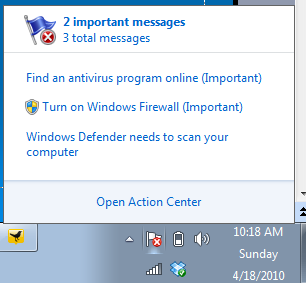 2 important messages
3 total messages
Find an antivirus program online (Important)
Turn on Windows Firewall (Important)
Windows Defender needs to scan your
computer
Open Action Center
10:18 AM
Sunday
4/18/2010